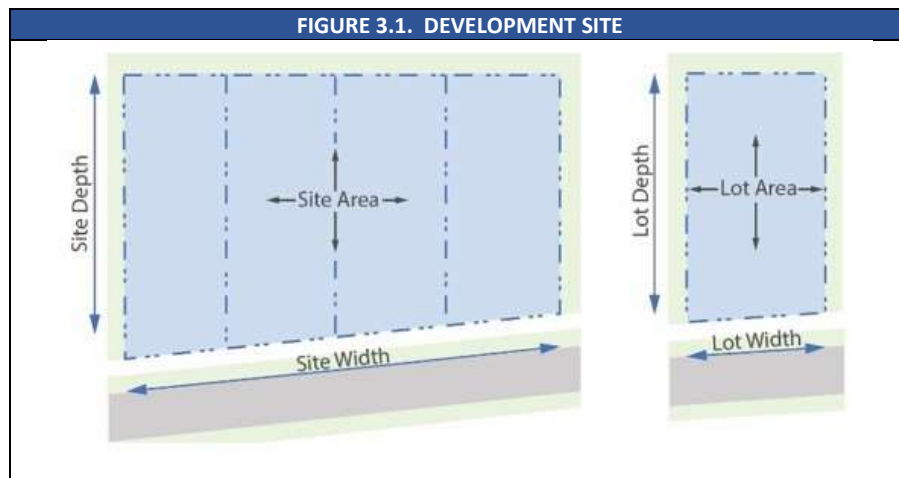 FIGURE 3.1. DEVELOPMENT SITE
Site Depth
Site Area
Site Width
Lot Depth
Lot Area
Lot Width